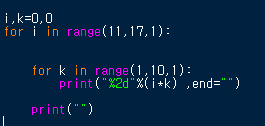 i,k=0,0
for i in range(11,17,1):
    for k in range(1,10,1):
        print("%2d"%(i*k) ,end="")
    print("")